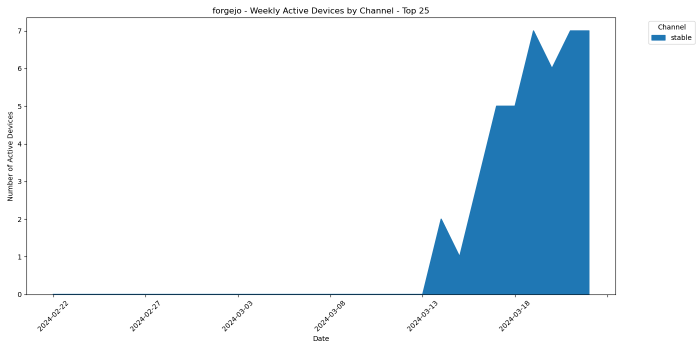 forgejo - Weekly Active Devices by Channel - Top 25
Channel
stable
Number of Active Devices
7
6
5
4
3
2
1
0
2024-02-22
2024-02-27
2024-03-03
2024-03-08
2024-03-13
2024-03-18
Date